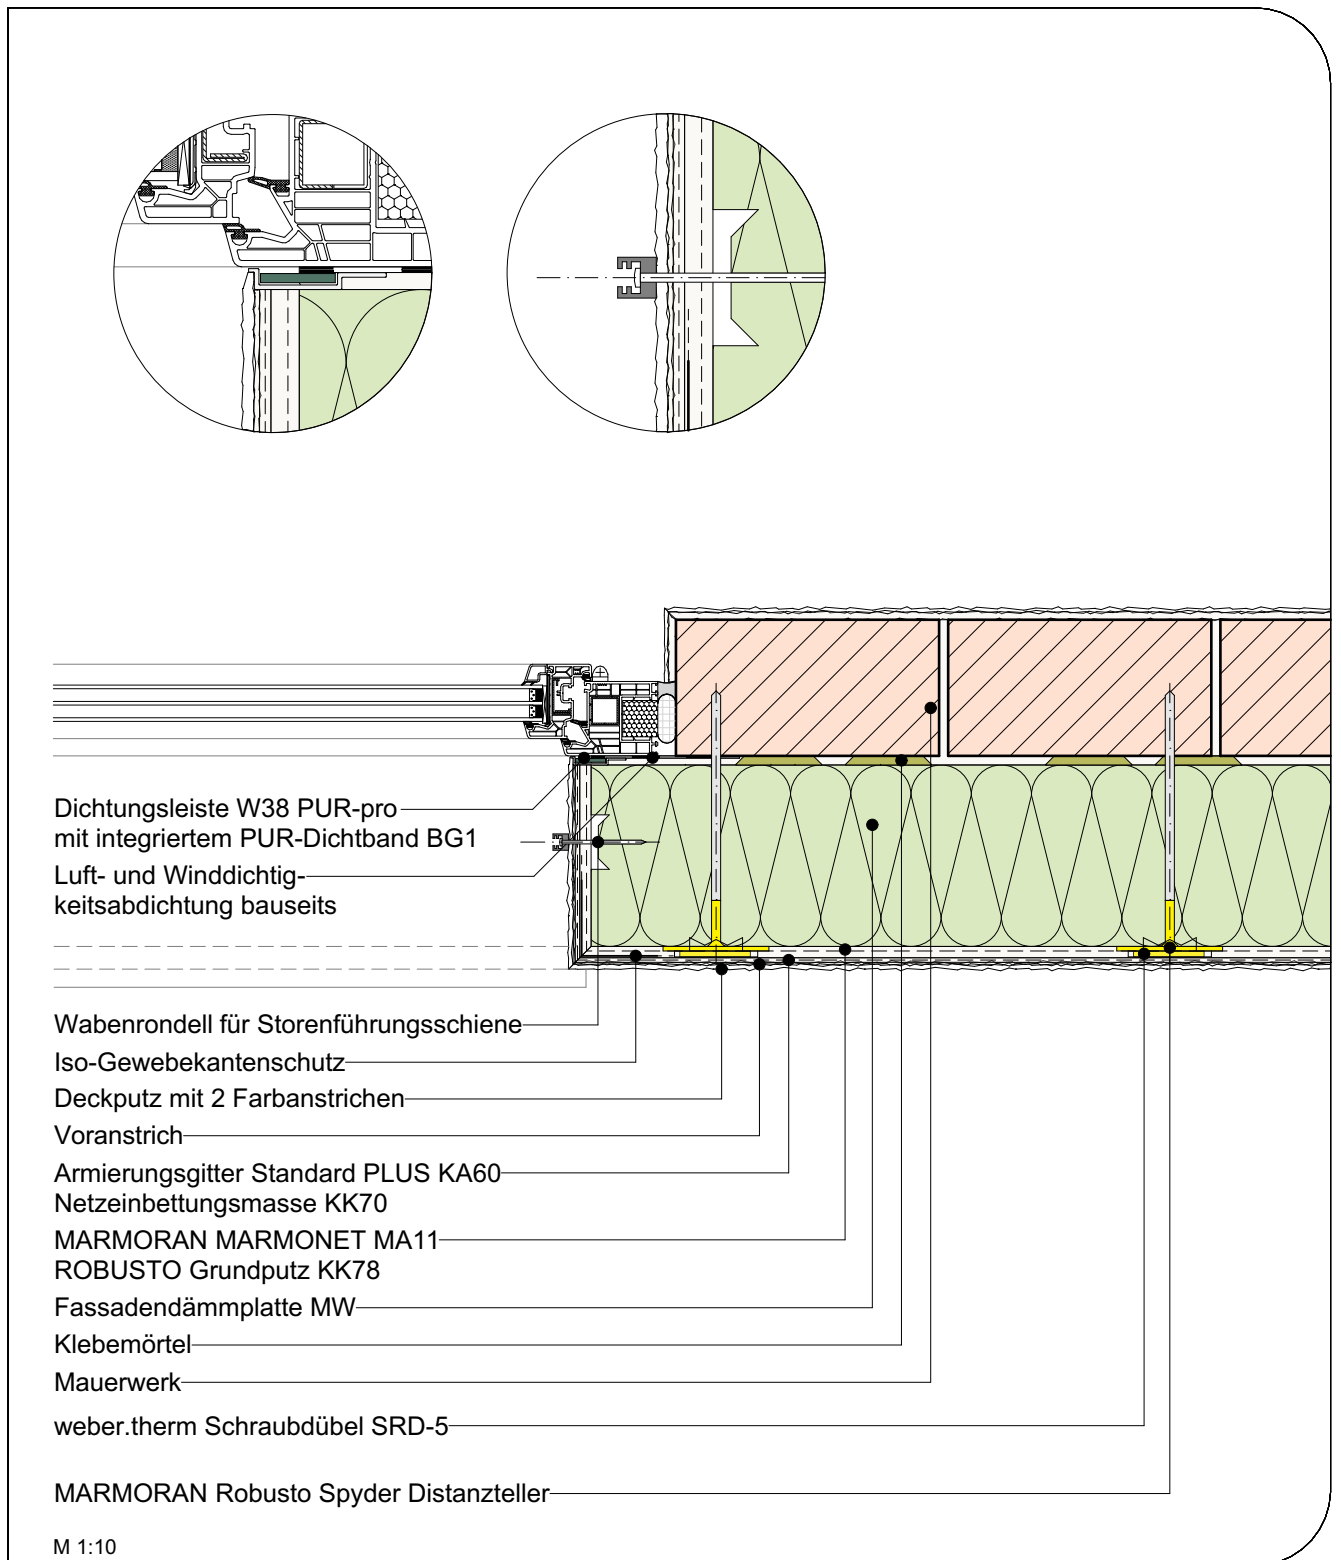 Dichtungsleiste W38 PUR-pro
mit integriertem PUR-Dichtband BG1
Luft- und Winddichtig-
keitsabdichtung bauseits
Wabenrondell für Storenführungsschiene
Iso-Gewebekantenschutz
Deckputz mit 2 Farbanstrichen
Voranstrich
Armierungsgitter Standard PLUS KA60
Netzeinbettungsmasse KK70
MARMORAN MARMONET MA11
ROBUSTO Grundputz KK78
Fassadendämmplatte MW
Klebemörtel
Mauerwerk
weber.therm Schraubdübel SRD-5
MARMORAN Robusto Spyder Distanzteller
M 1:10